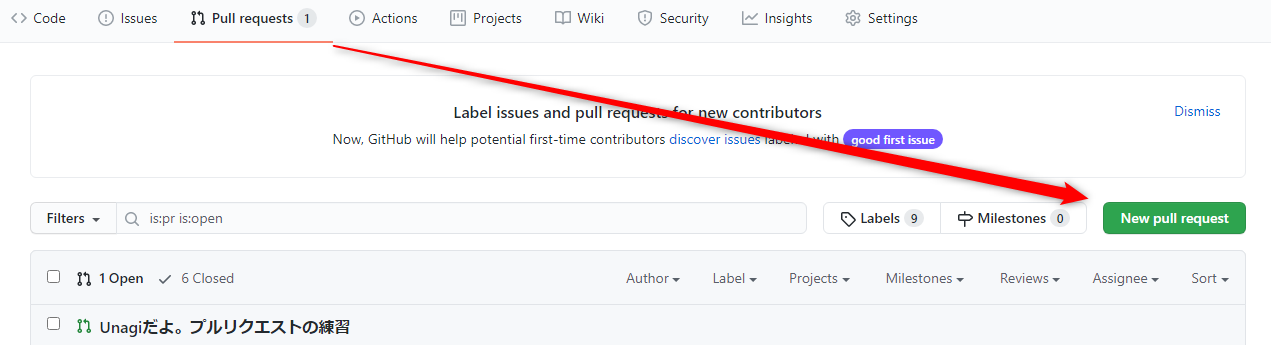 Code Issues Pull requests 1 Actions Projects Wiki Security Insights Settings
Label issues and pull requests for new contributors
Dismiss
Now, GitHub will help potential first-time contributors discover issues labeled with good first issue
Filters is:pr is:open Labels 9 Milestones 0 New pull request
1 Open 6 Closed Author Label Projects Milestones Reviews Assignee Sort
Unagiだよ。プルリクエストの練習